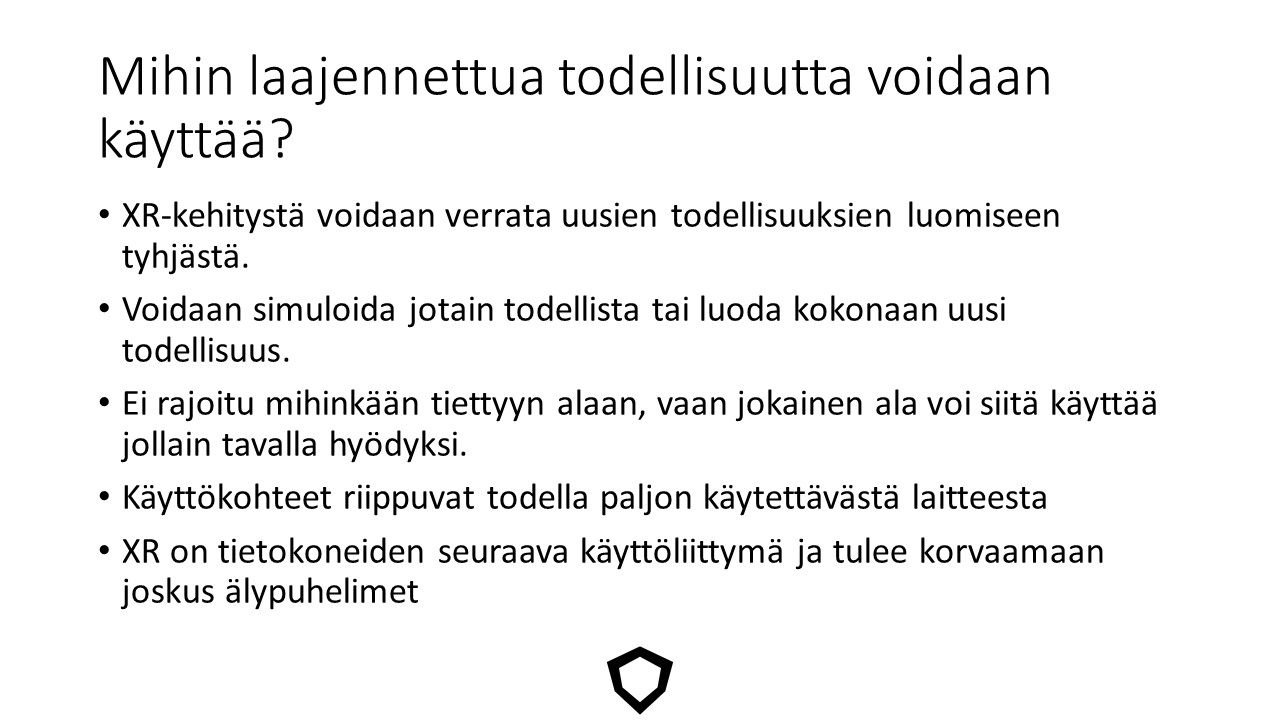 Mihin laajennettua todellisuutta voidaan
käyttää?
• XR-kehitystä voidaan verrata uusien todellisuuksien luomiseen
tyhjästä.
• Voidaan simuloida jotain todellista tai luoda kokonaan uusi
todellisuus.
• Ei rajoitu mihinkään tiettyyn alaan, vaan jokainen ala voi siitä käyttää
jollain tavalla hyödyksi.
• Käyttökohteet riippuvat todella paljon käytettävästä laitteesta
• XR on tietokoneiden seuraava käyttöliittymä ja tulee korvaamaan
joskus älypuhelimet